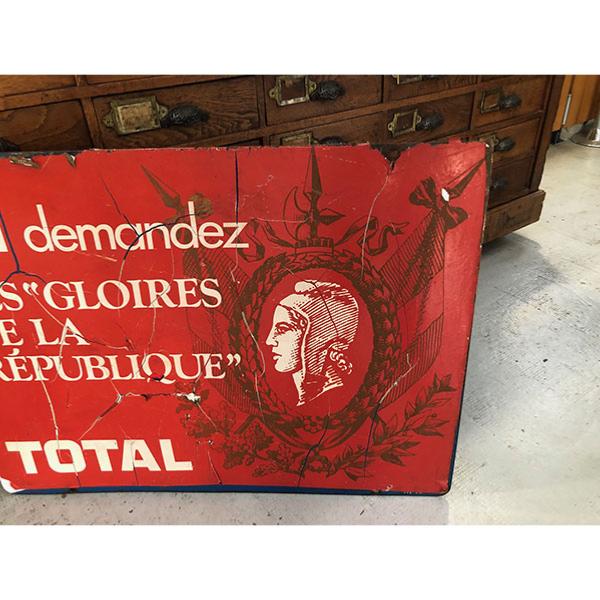 demandez
"GLOIRES
LA
RÉPUBLIQUE"
TOTAL